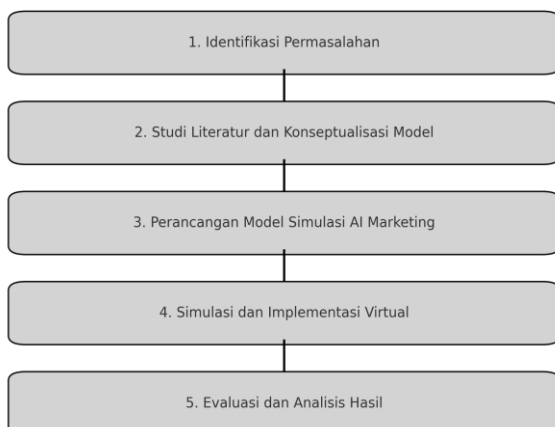 1. Identifikasi Permasalahan
2. Studi Literatur dan Konseptualisasi Model
3. Perancangan Model Simulasi AI Marketing
4. Simulasi dan Implementasi Virtual
5. Evaluasi dan Analisis Hasil